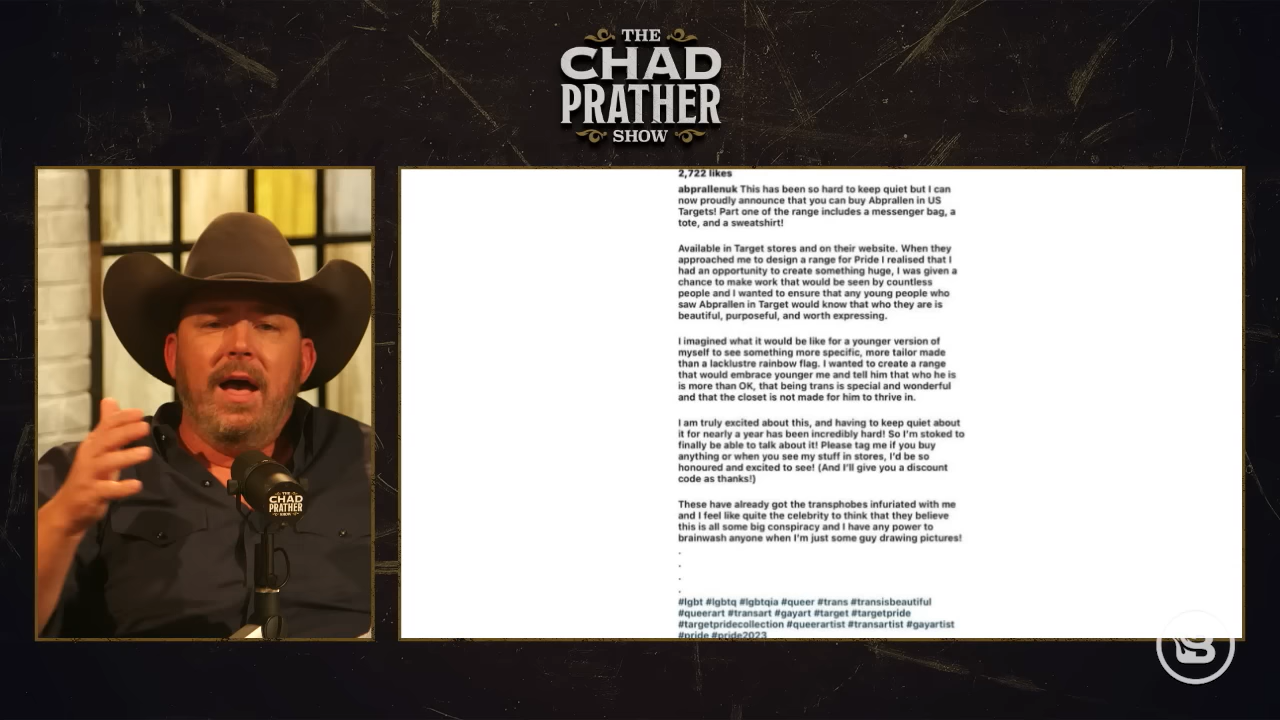 THE
CHAD
PRATHER
SHOW
2,722 likes
abprallenuk This has been so hard to keep quiet but I can
now proudly announce that you can buy Abprallen in US
Targets! Part one of the range includes a messenger bag, a
tote, and a sweatshirt!
Available in Target stores and on their website. When they
approached me to design a range for Pride I realised that I
had an opportunity to create something huge, I was given a
chance to make work that would be seen by countless
people and I wanted to ensure that any young people who
saw Abprallen in Target would know that who they are is
beautiful, purposeful, and worth expressing.
I imagined what it would be like for a younger version of
myself to see something more specific, more tailor made
than a lacklustre rainbow flag. I wanted to create a range
that would embrace younger me and tell him that who he is
is more than OK, that being trans is special and wonderful
and that the closet is not made for him to thrive in.
I am truly excited about this, and having to keep quiet about
it for nearly a year has been incredibly hard! So I'm stoked to
finally be able to talk about it! Please tag me if you buy
anything or when you see my stuff in stores, I'd be so
honoured and excited to see! (And I'll give you a discount
code as thanks!)
These have already got the transphobes infuriated with me
and I feel like quite the celebrity to think that they believe
this is all some big conspiracy and I have any power to
brainwash anyone when I'm just some guy drawing pictures!
.
.
.
.
#lgbt #lgbtq #lgbtqia #queer #trans #transisbeautiful
#queerart #transart #gayart #target #targetpride
#targetpridecollection #queerartist #transartist #gayartist
#pride #pride2023
THE
CHAD
PRATHER
SHOW
B